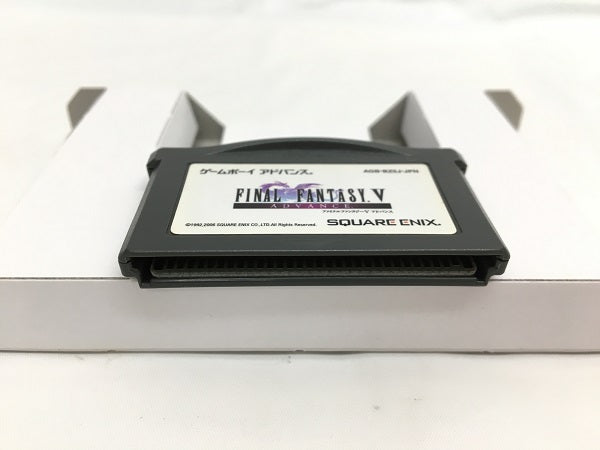 ゲームボーイ アドバンス
AGB-BZ5J-JPN
FINAL FANTASY V
ADVANCE
ファイナルファンタジーV アドバンス
©1992,2006 SQUARE ENIX CO.,LTD.All Rights Reserved.
SQUARE ENIX.